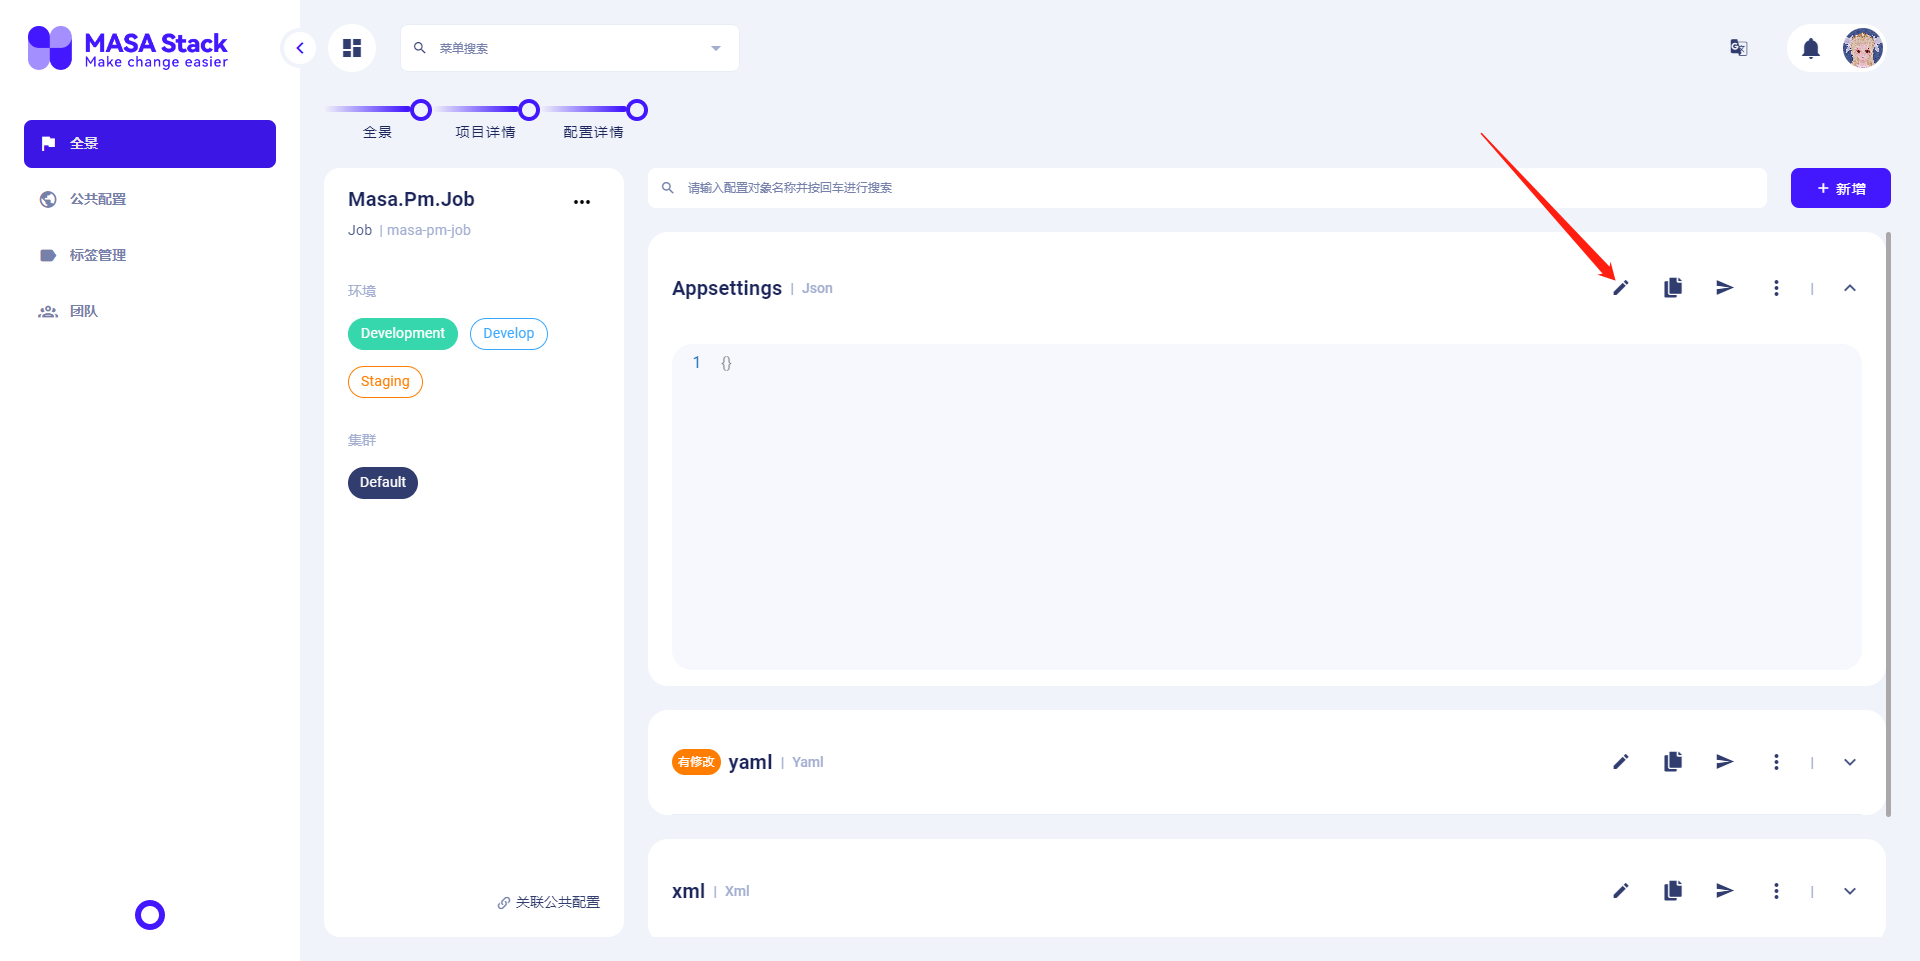 MASA Stack
Make change easier
菜单搜索
全景
公共配置
标签管理
团队
全景
项目详情
配置详情
Masa.Pm.Job
Job | masa-pm-job
环境
Development
Develop
Staging
集群
Default
关联公共配置
请输入配置对象名称并按回车进行搜索
+ 新增
Appsettings | Json
|
1 {}
有修改 yaml | Yaml
|
xml | Xml
|